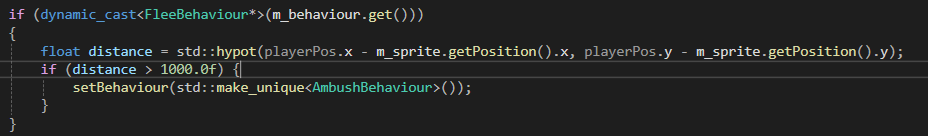 if (dynamic_cast<FleeBehaviour*>(m_behaviour.get()))
{
    float distance = std::hypot(playerPos.x - m_sprite.getPosition().x, playerPos.y - m_sprite.getPosition().y);
    if (distance > 1000.0f) {
        setBehaviour(std::make_unique<AmbushBehaviour>());
    }
}